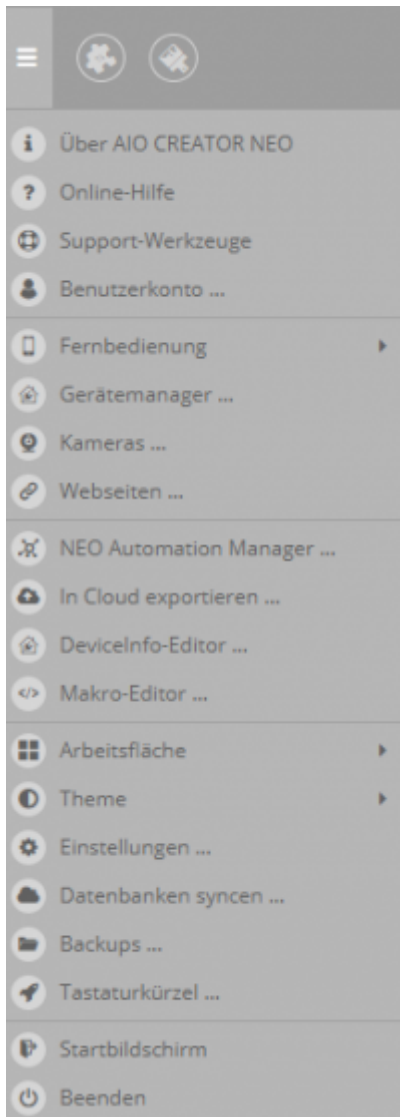 Über AIO CREATOR NEO
Online-Hilfe
Support-Werkzeuge
Benutzerkonto ...
Fernbedienung
Gerätemanager ...
Kameras ...
Webseiten ...
NEO Automation Manager ...
In Cloud exportieren ...
DeviceInfo-Editor ...
Makro-Editor ...
Arbeitsfläche
Theme
Einstellungen ...
Datenbanken syncen ...
Backups ...
Tastaturkürzel ...
Startbildschirm
Beenden